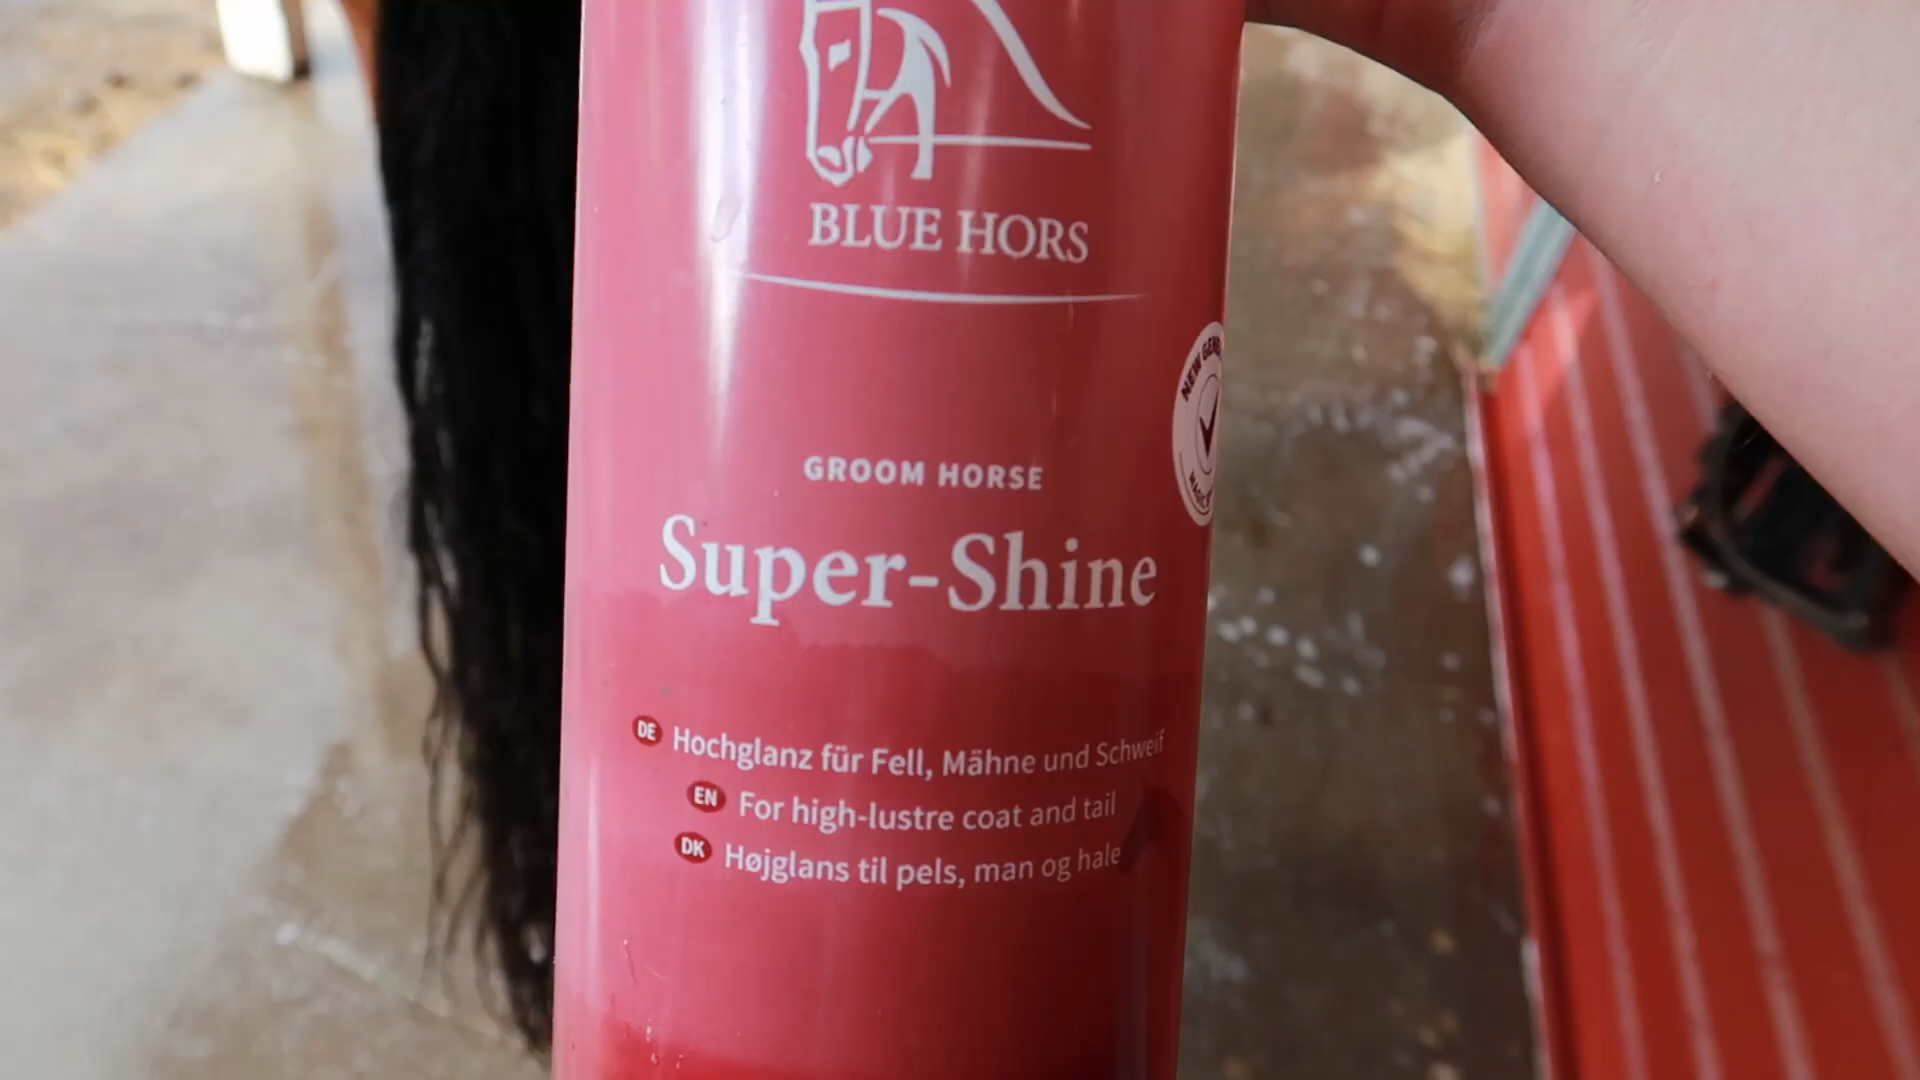 BLUE HORS
GROOM HORSE
Super-Shine
DE Hochglanz für Fell, Mähne und Schweif
EN For high-lustre coat and tail
DK Højglans til pels, man og hale
NEW